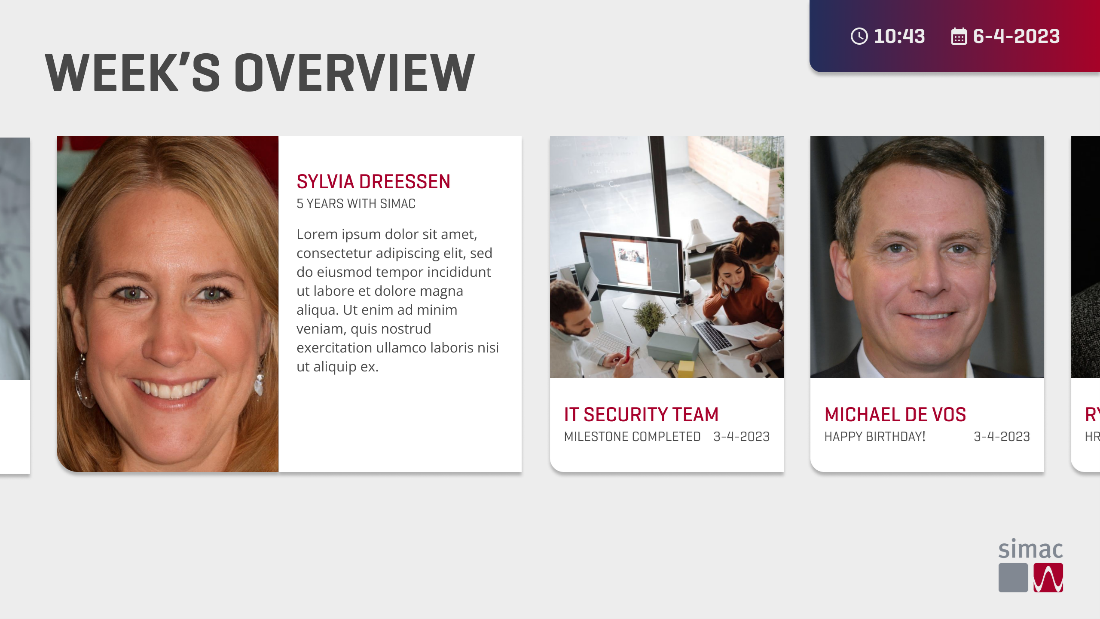 WEEK’S OVERVIEW
10:43 6-4-2023
SYLVIA DREESSEN
5 YEARS WITH SIMAC
Lorem ipsum dolor sit amet,
consectetur adipiscing elit, sed
do eiusmod tempor incididunt
ut labore et dolore magna
aliqua. Ut enim ad minim
veniam, quis nostrud
exercitation ullamco laboris nisi
ut aliquip ex.
IT SECURITY TEAM
MILESTONE COMPLETED 3-4-2023
MICHAEL DE VOS
HAPPY BIRTHDAY! 3-4-2023
RY
HR
simac